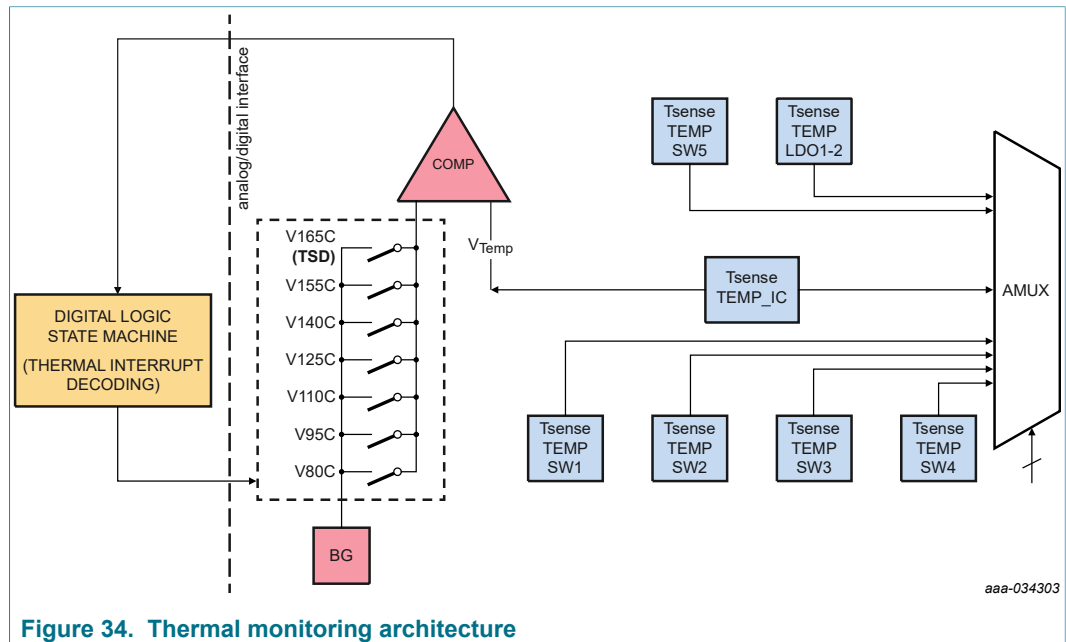 analog/digital interface
COMP
V165C
(TSD)
V155C
V140C
V125C
V110C
V95C
V80C
BG
DIGITAL LOGIC
STATE MACHINE
(THERMAL INTERRUPT
DECODING)
VTemp
Tsense
TEMP
SW5
Tsense
TEMP
LDO1-2
Tsense
TEMP_IC
AMUX
Tsense
TEMP
SW1
Tsense
TEMP
SW2
Tsense
TEMP
SW3
Tsense
TEMP
SW4
aaa-034303
Figure 34. Thermal monitoring architecture